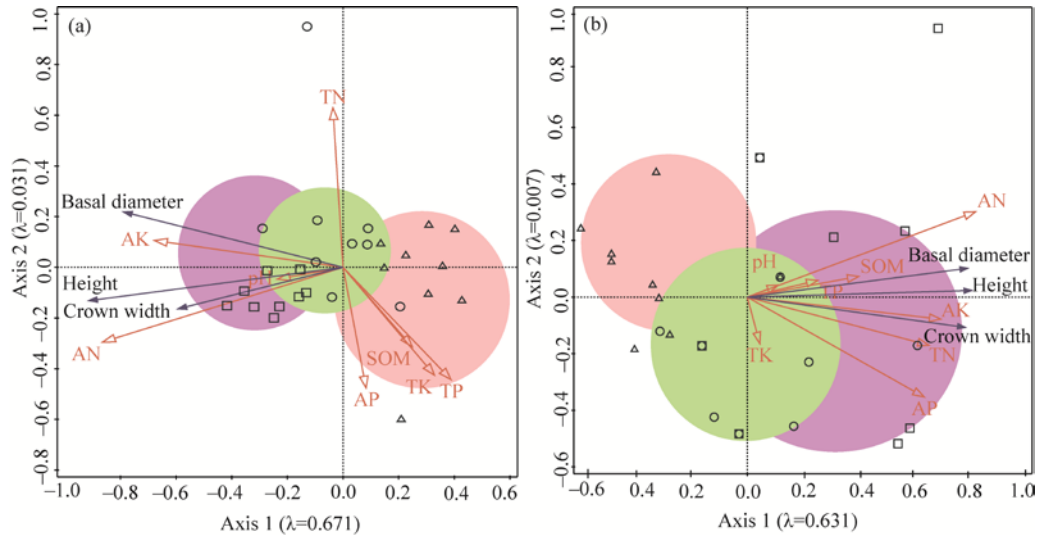 (a)
1.0
0.8
0.6
0.4
0.2
0.0
−0.2
−0.4
−0.6
−0.8
Axis 2 (λ=0.031)
TN
Basal diameter
AK
pH
Height
Crown width
AN
SOM
TK
TP
AP
−1.0 −0.8 −0.6 −0.4 −0.2 0.0 0.2 0.4 0.6
Axis 1 (λ=0.671)
(b)
1.0
0.8
0.6
0.4
0.2
0.0
−0.2
−0.4
−0.6
Axis 2 (λ=0.007)
AN
Basal diameter
pH
SOM
TP
Height
AK
Crown width
TK
TN
AP
−0.6 −0.4 −0.2 0.0 0.2 0.4 0.6 0.8 1.0
Axis 1 (λ=0.631)